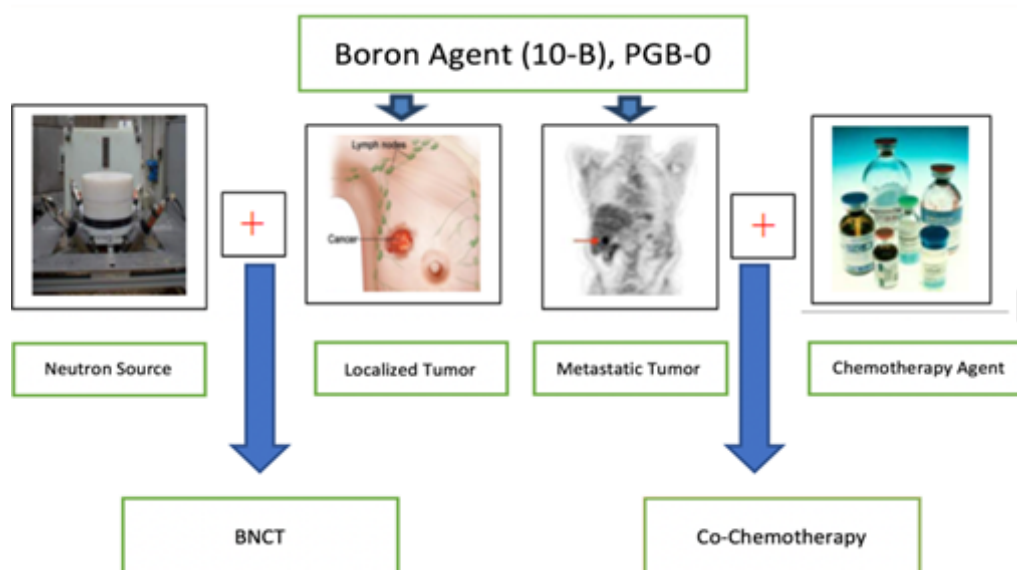 Boron Agent (10-B), PGB-0
Lymph nodes
Cancer
+
+
Neutron Source
Localized Tumor
Metastatic Tumor
Chemotherapy Agent
BNCT
Co-Chemotherapy